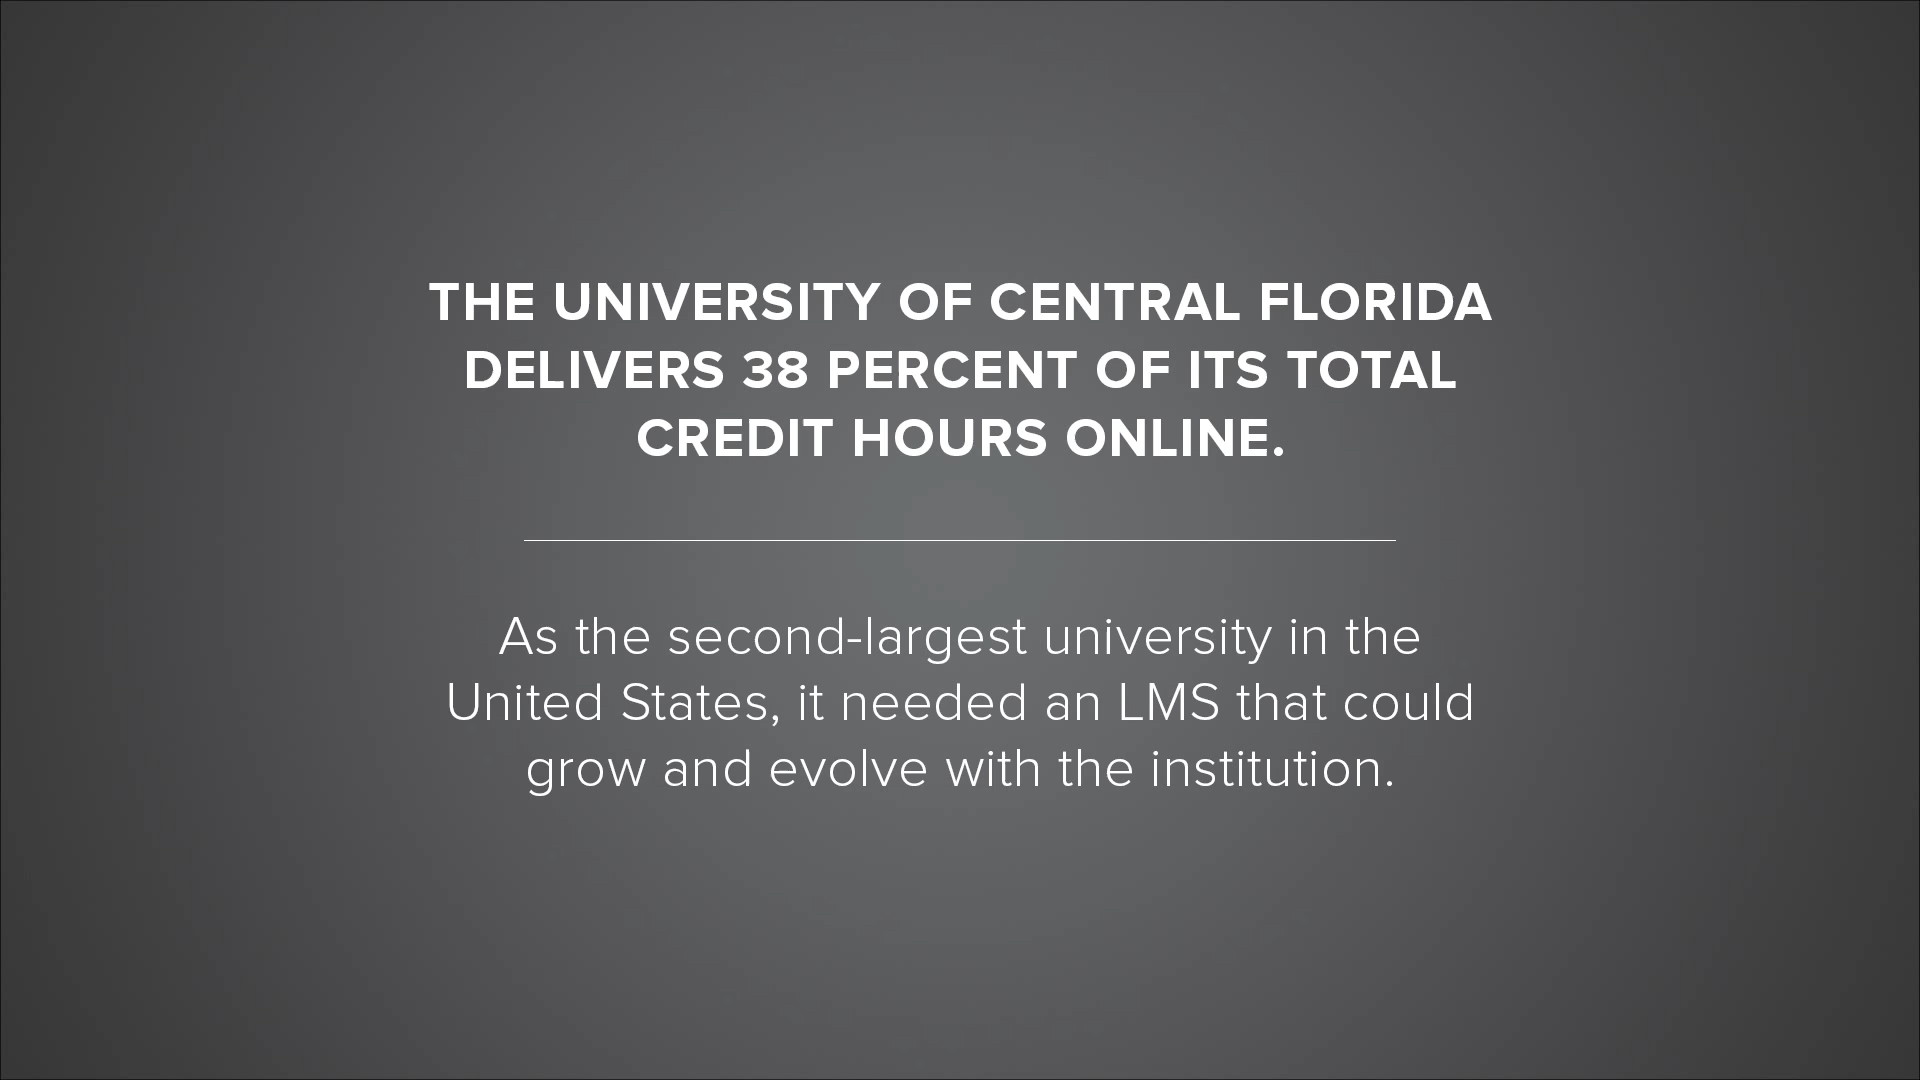 THE UNIVERSITY OF CENTRAL FLORIDA
DELIVERS 38 PERCENT OF ITS TOTAL
CREDIT HOURS ONLINE.
As the second-largest university in the
United States, it needed an LMS that could
grow and evolve with the institution.